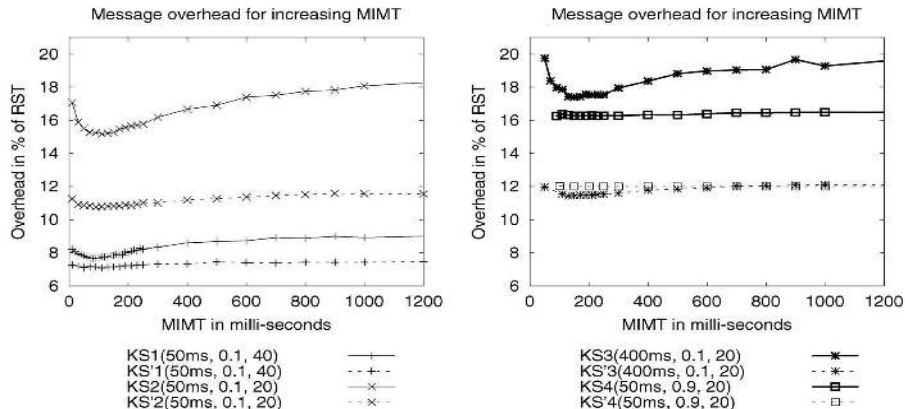 Message overhead for increasing MIMT
Overhead in % of RST
20
18
16
14
12
10
8
6
0 200 400 600 800 1000 1200
MIMT in milli-seconds
KS1(50ms, 0.1, 40)
KS'1(50ms, 0.1, 40)
KS2(50ms, 0.1, 20)
KS'2(50ms, 0.1, 20)
Message overhead for increasing MIMT
Overhead in % of RST
20
18
16
14
12
10
8
6
0 200 400 600 800 1000 1200
MIMT in milli-seconds
KS3(400ms, 0.1, 20)
KS'3(400ms, 0.1, 20)
KS4(50ms, 0.9, 20)
KS'4(50ms, 0.9, 20)